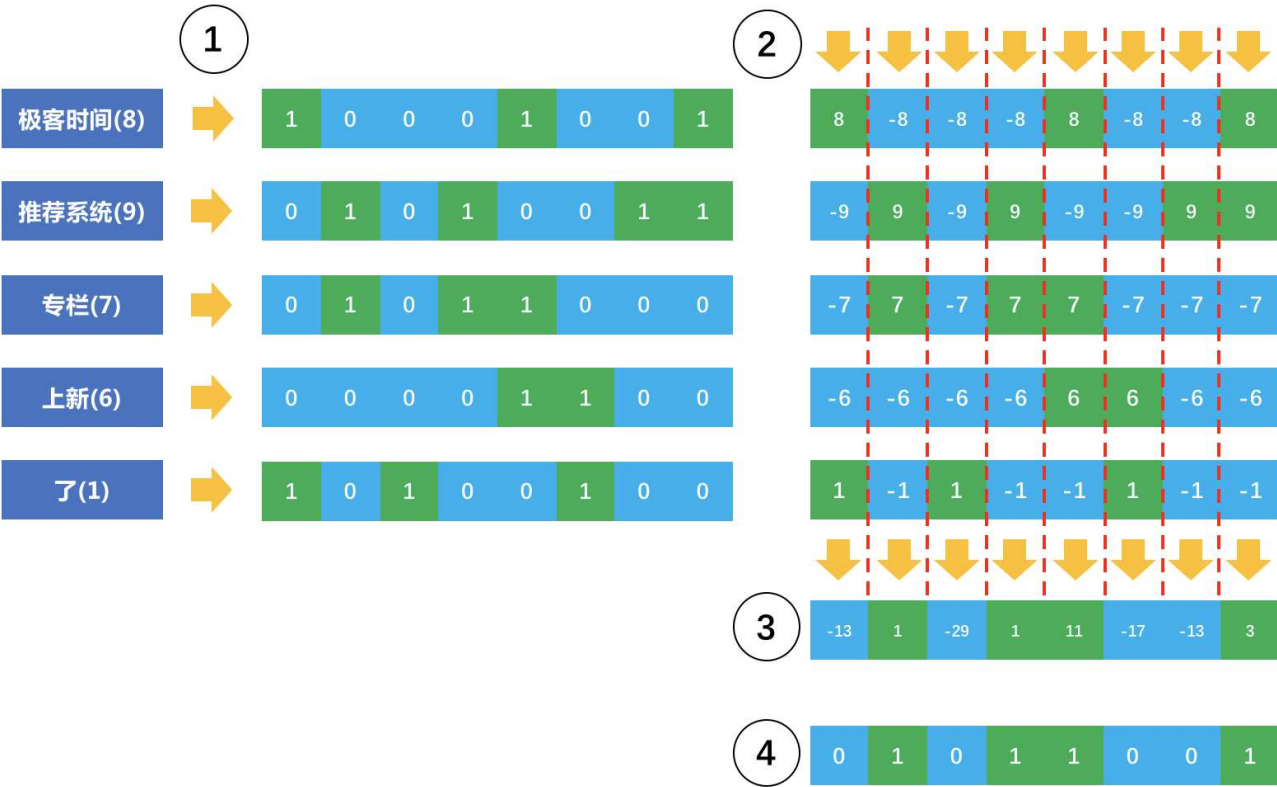 1
2
极客时间(8) 1 0 0 0 1 0 0 1 8 -8 -8 -8 8 -8 -8 8
推荐系统(9) 0 1 0 1 0 0 1 1 -9 9 -9 9 -9 -9 9 9
专栏(7) 0 1 0 1 1 0 0 0 -7 7 -7 7 7 -7 -7 -7
上新(6) 0 0 0 0 1 1 0 0 -6 -6 -6 -6 6 6 -6 -6
了(1) 1 0 1 0 0 1 0 0 1 -1 1 -1 -1 1 -1 -1
3 -13 1 -29 1 11 -17 -13 3
4 0 1 0 1 1 0 0 1